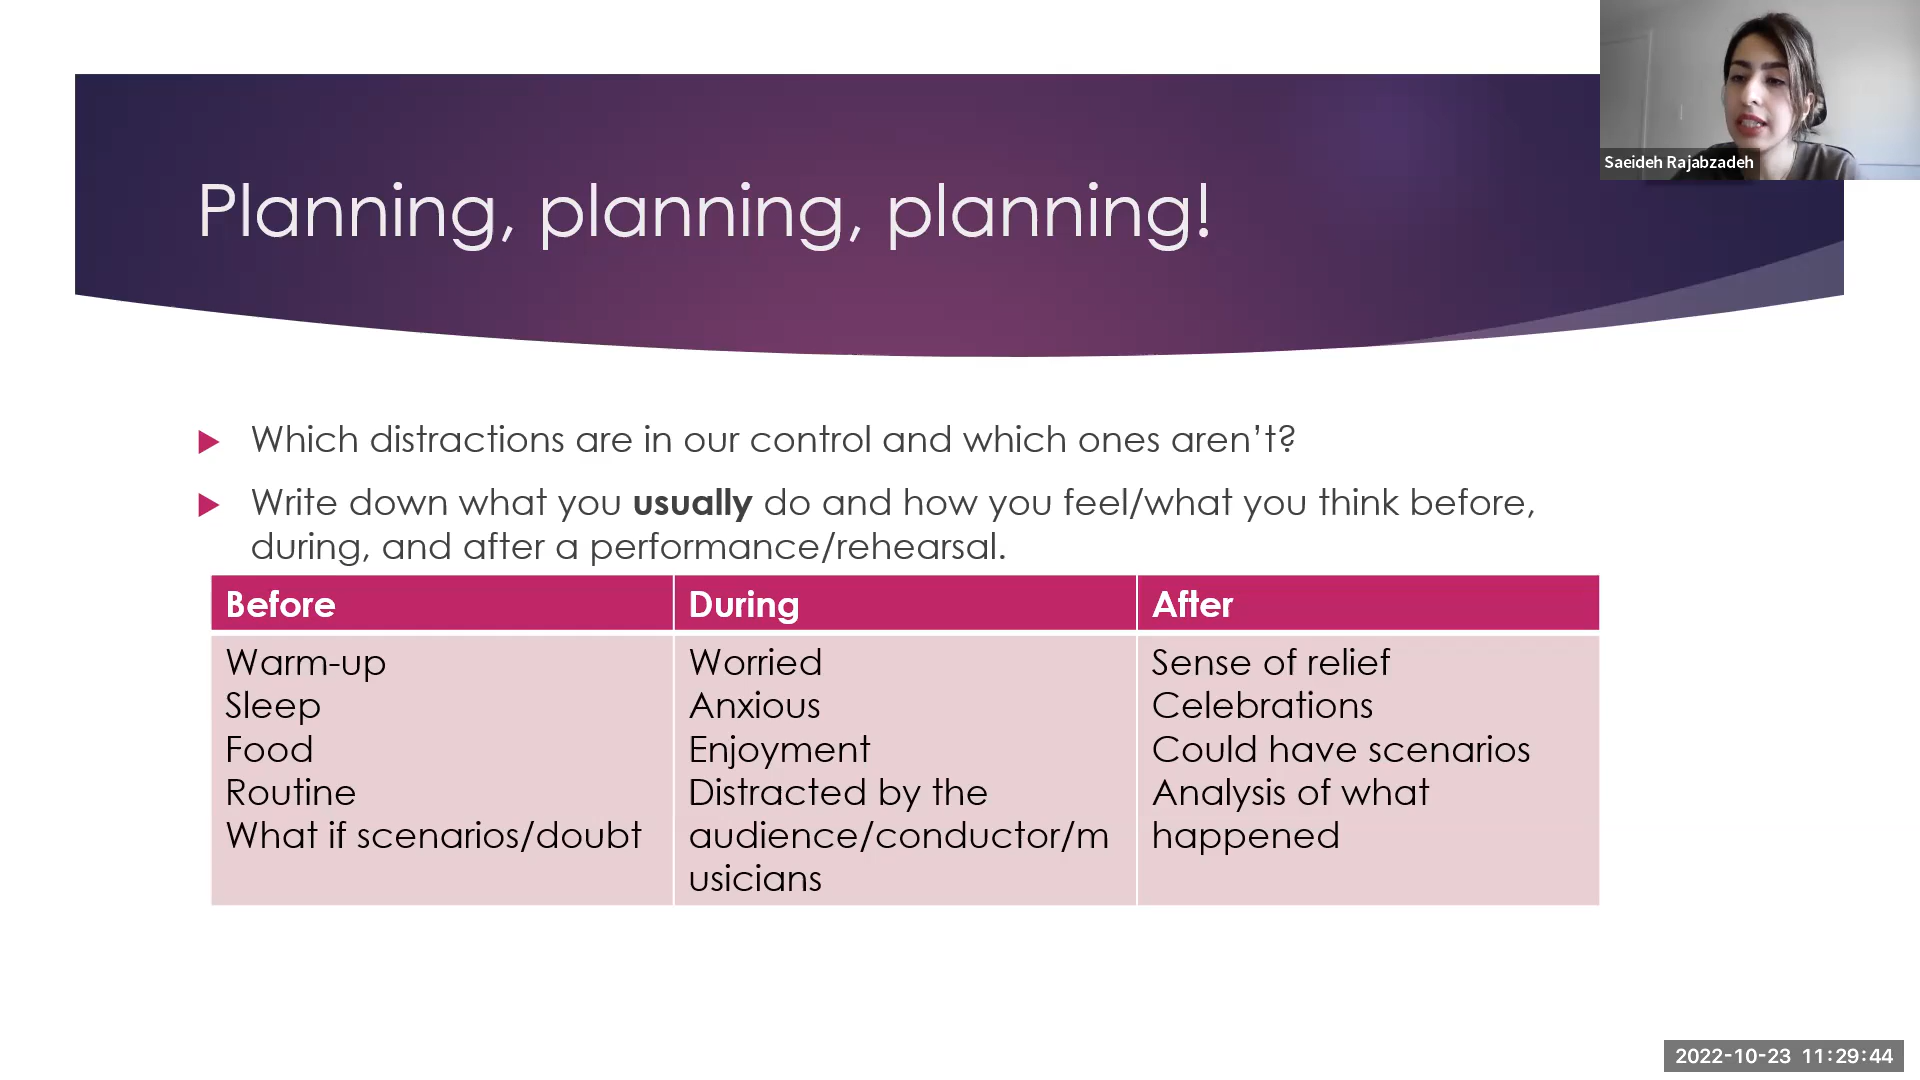 Saeideh Rajabzadeh
Planning, planning, planning!
Which distractions are in our control and which ones aren't?
Write down what you usually do and how you feel/what you think before,
during, and after a performance/rehearsal.
Before
During
After
Warm-up
Sleep
Food
Routine
What if scenarios/doubt
Worried
Anxious
Enjoyment
Distracted by the
audience/conductor/m
usicians
Sense of relief
Celebrations
Could have scenarios
Analysis of what
happened
2022-10-23 11:29:44